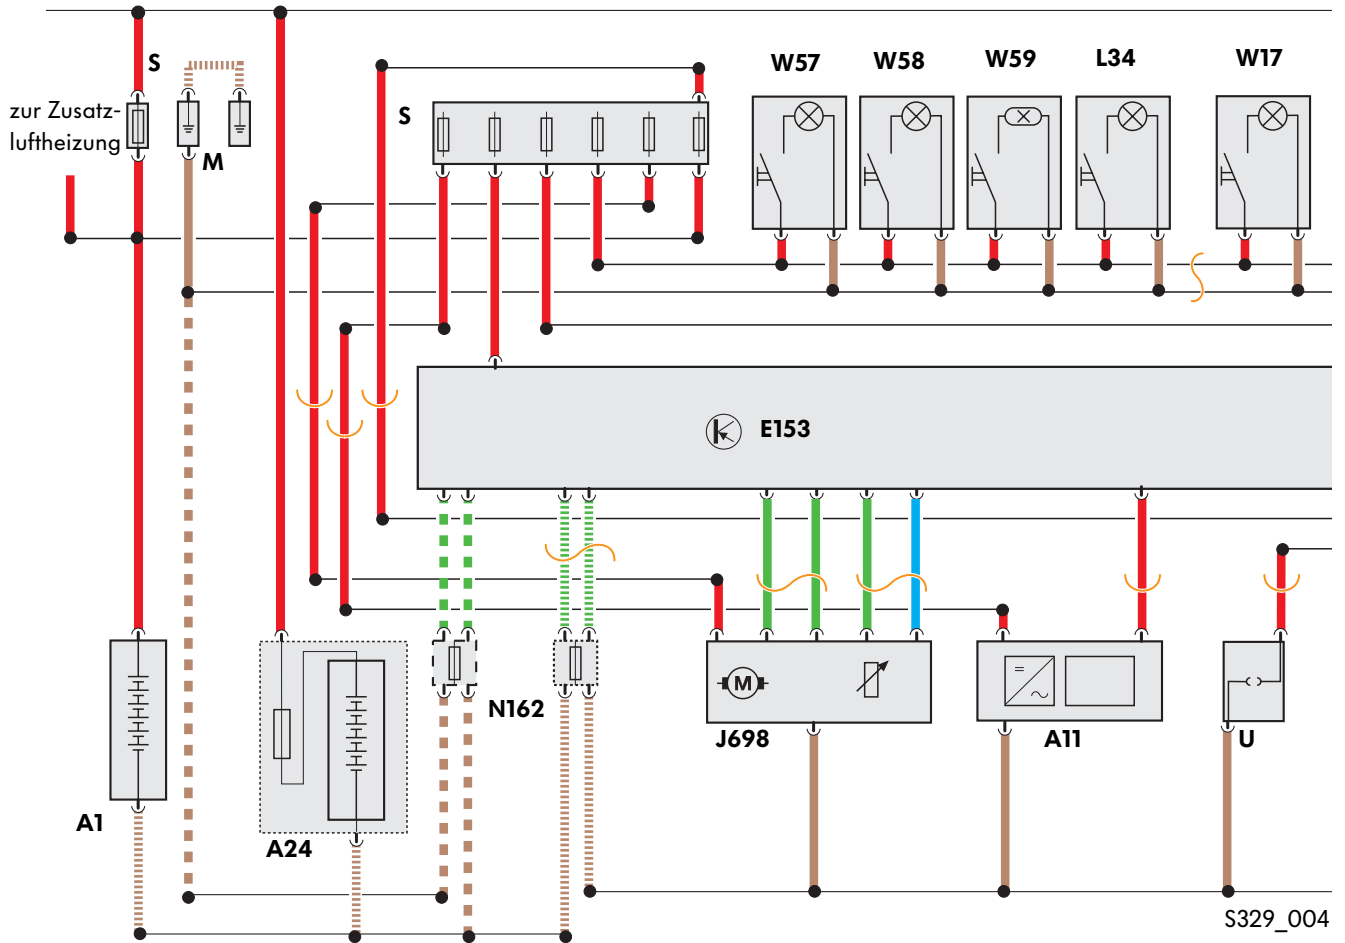 W57
W58
W59
L34
W17
S
zur Zusatz-
luftheizung
S
M
E153
N162
M
J698
A11
U
A1
A24
S329_004